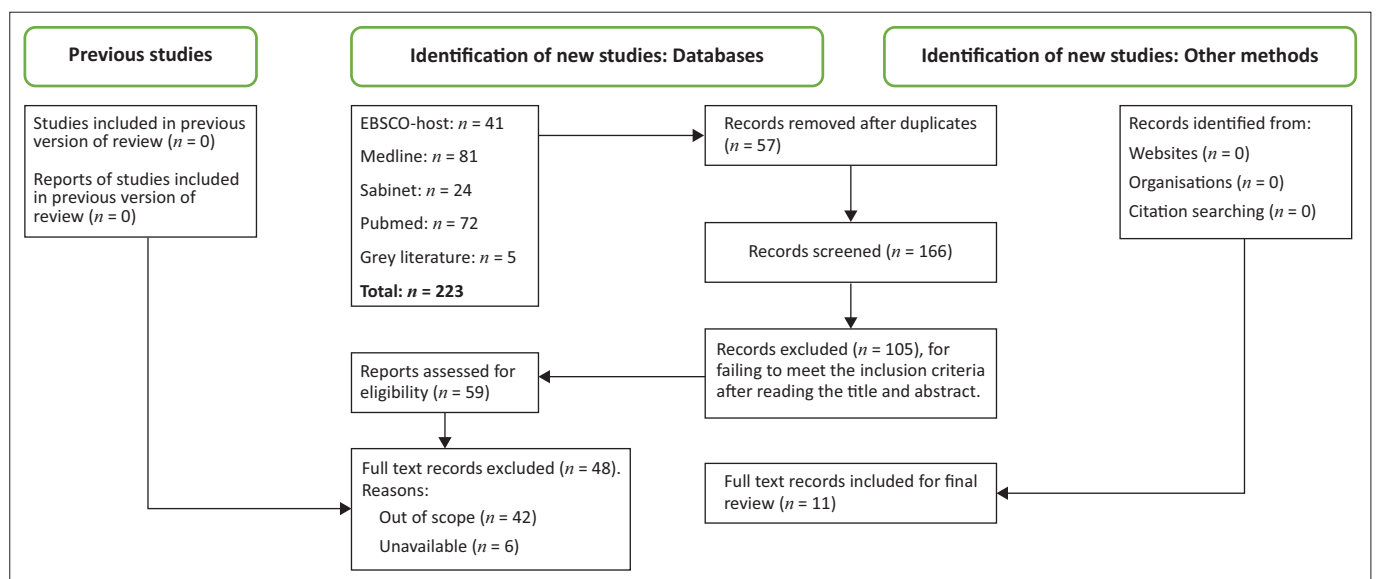 Previous studies
Identification of new studies: Databases
Identification of new studies: Other methods
Studies included in previous
version of review (n = 0)
Reports of studies included
in previous version of
review (n = 0)
EBSCO-host: n = 41
Medline: n = 81
Sabinet: n = 24
Pubmed: n = 72
Grey literature: n = 5
Total: n = 223
Records removed after duplicates
(n = 57)
Records identified from:
Websites (n = 0)
Organisations (n = 0)
Citation searching (n = 0)
Records screened (n = 166)
Records excluded (n = 105), for
failing to meet the inclusion criteria
after reading the title and abstract.
Reports assessed for
eligibility (n = 59)
Full text records excluded (n = 48).
Reasons:
Out of scope (n = 42)
Unavailable (n = 6)
Full text records included for final
review (n = 11)